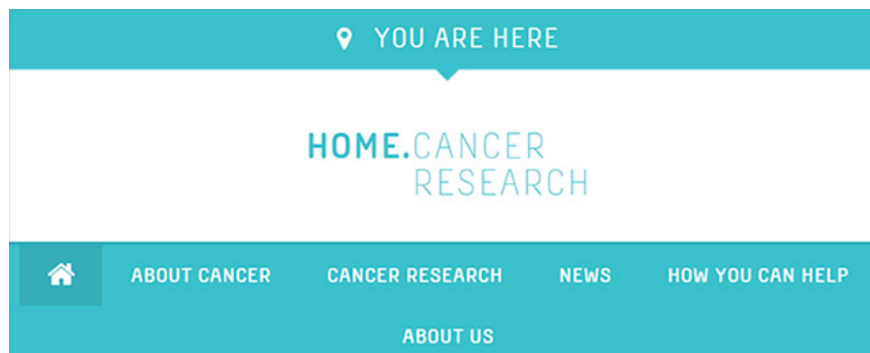 YOU ARE HERE
HOME.CANCER
RESEARCH
ABOUT CANCER CANCER RESEARCH NEWS HOW YOU CAN HELP
ABOUT US